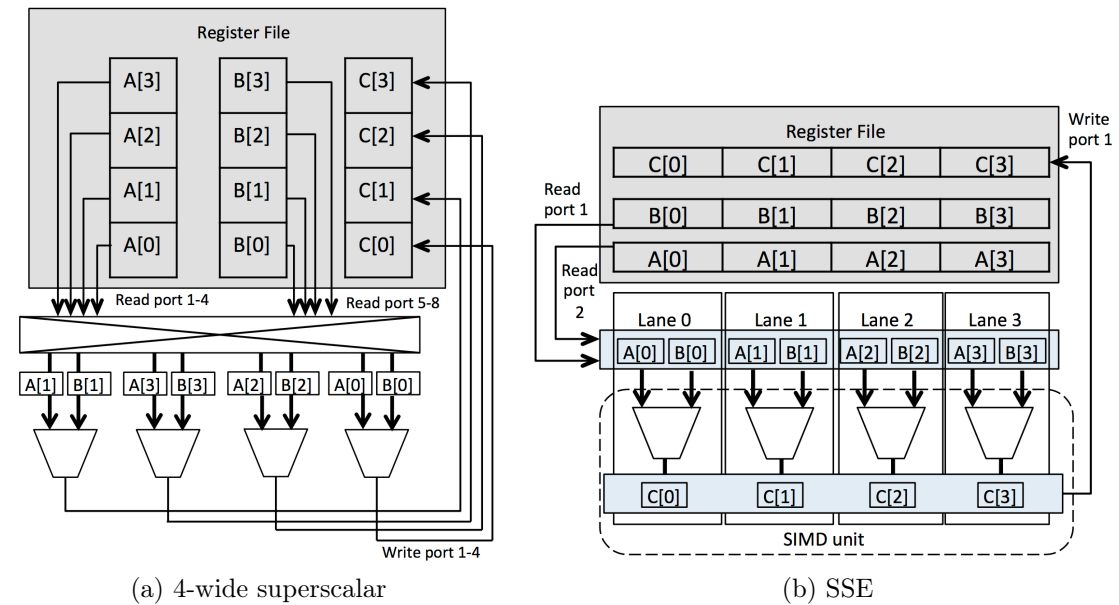 Register File
A[3] B[3] C[3]
A[2] B[2] C[2]
A[1] B[1] C[1]
A[0] B[0] C[0]
Read port 1-4 Read port 5-8
A[1] B[1] A[3] B[3] A[2] B[2] A[0] B[0]
Write port 1-4
(a) 4-wide superscalar
Write
port 1
Register File
C[0] C[1] C[2] C[3]
Read
port 1
B[0] B[1] B[2] B[3]
A[0] A[1] A[2] A[3]
Read
port
2
Lane 0 Lane 1 Lane 2 Lane 3
A[0] B[0] A[1] B[1] A[2] B[2] A[3] B[3]
C[0] C[1] C[2] C[3]
SIMD unit
(b) SSE